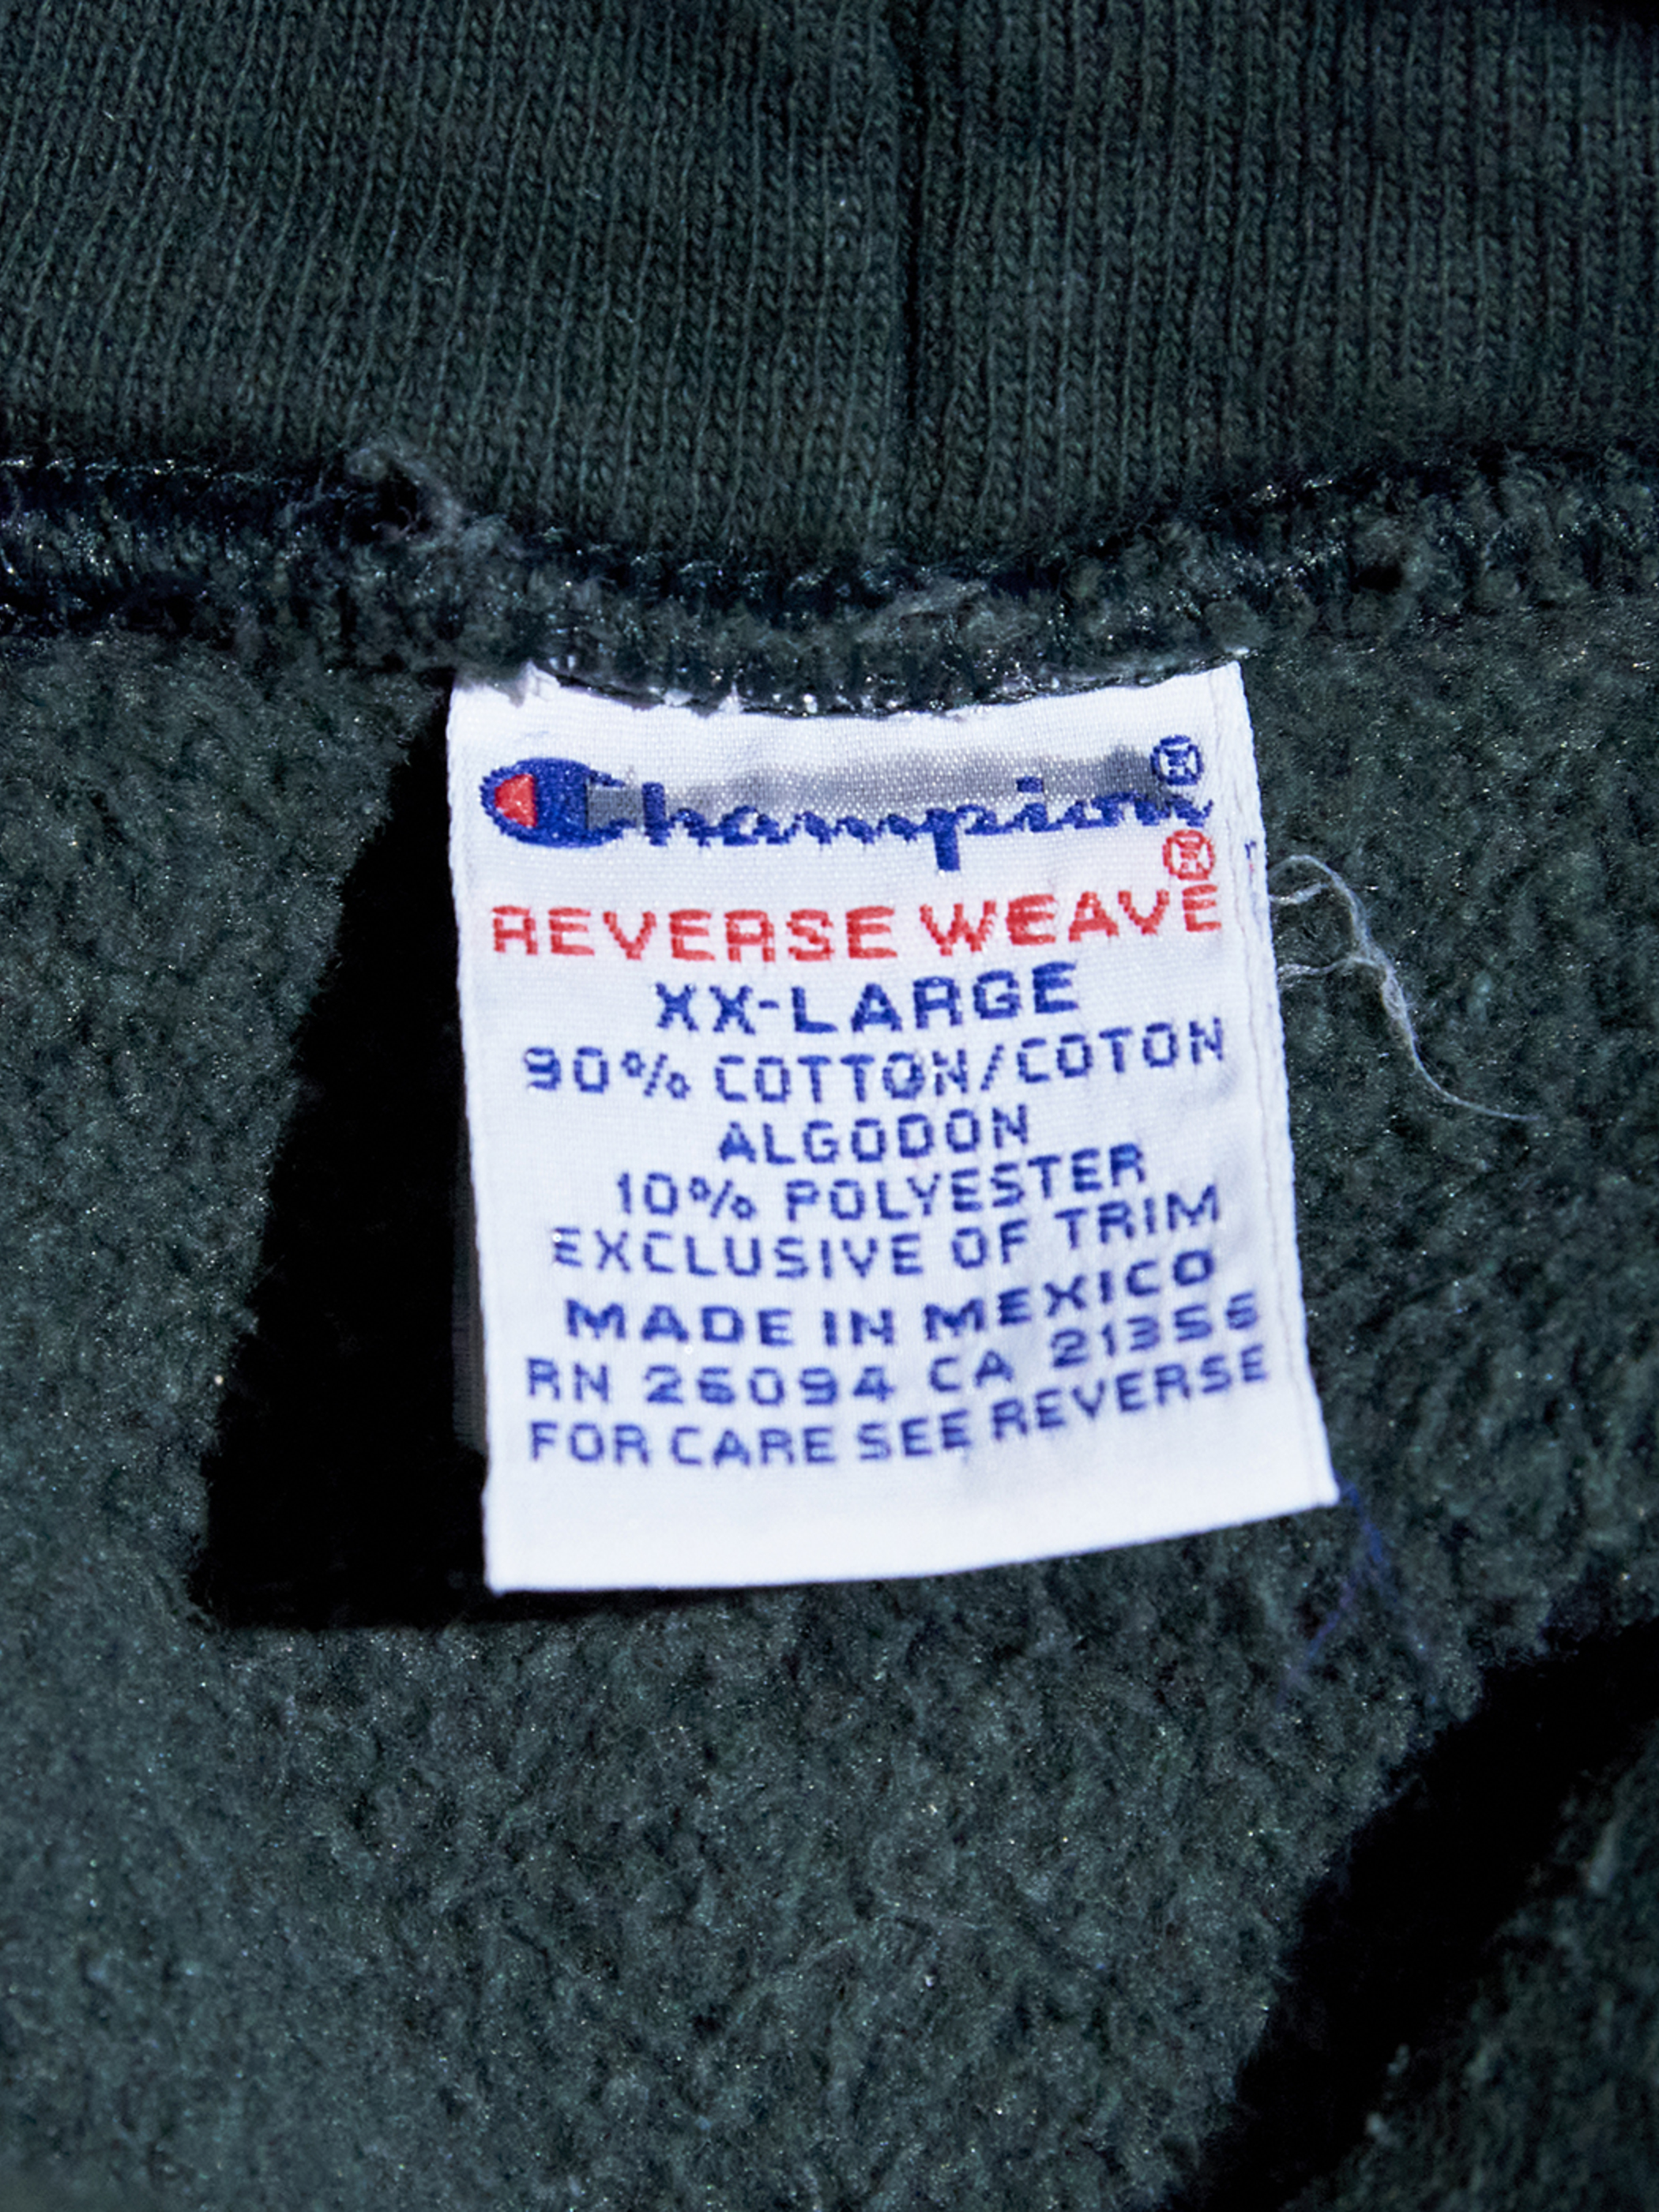 Champion®
®
REVERSE WEAVE
XX-LARGE
90% COTTON/COTON
ALGODON
10% POLYESTER
EXCLUSIVE OF TRIM
MADE IN MEXICO
RN 26094 CA 21356
FOR CARE SEE REVERSE